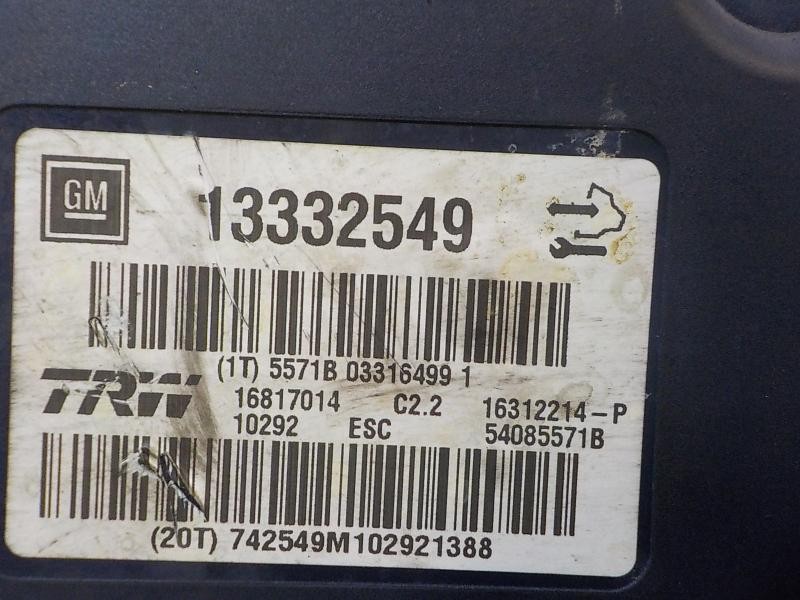 GM 13332549
(1T) 5571B 03316499 1
TRW 16817014 C2.2 16312214-P
10292 ESC 54085571B
(20T) 742549M102921388